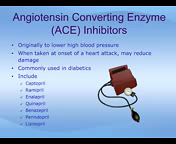 Angiotensin Converting Enzyme
(ACE) Inhibitors
• Originally to lower high blood pressure
• When taken at onset of a heart attack, may reduce
damage
• Commonly used in diabetics
• Include
Captopril
Ramipril
Enalapril
Quinapril
Benazepril
Perindopril
Lisinopril